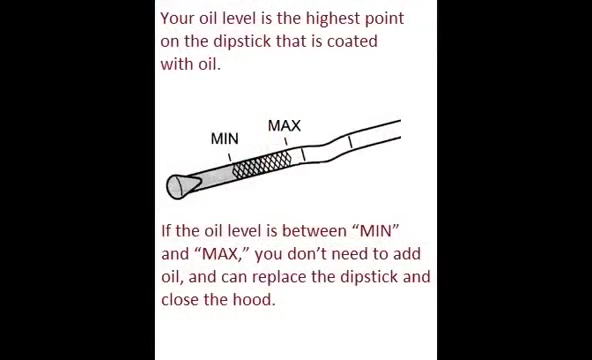 Your oil level is the highest point
on the dipstick that is coated
with oil.
MAX
MIN
If the oil level is between “MIN”
and “MAX,” you don’t need to add
oil, and can replace the dipstick and
close the hood.